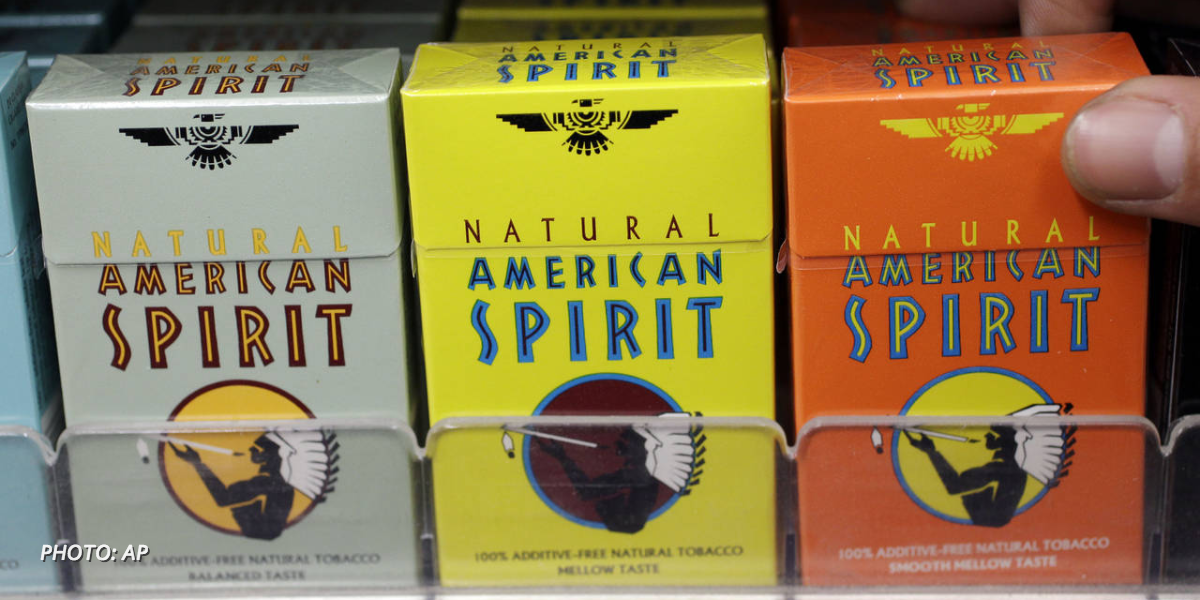 NATURAL
AMERICAN
SPIRIT
NATURAL
AMERICAN
SPIRIT
ADDITIVE-FREE NATURAL TOBACCO
BALANCED TASTE
NATURAL
AMERICAN
SPIRIT
NATURAL
AMERICAN
SPIRIT
100% ADDITIVE-FREE NATURAL TOBACCO
MELLOW TASTE
NATURAL
AMERICAN
SPIRIT
NATURAL
AMERICAN
SPIRIT
100% ADDITIVE-FREE NATURAL TOBACCO
SMOOTH MELLOW TASTE
PHOTO: AP